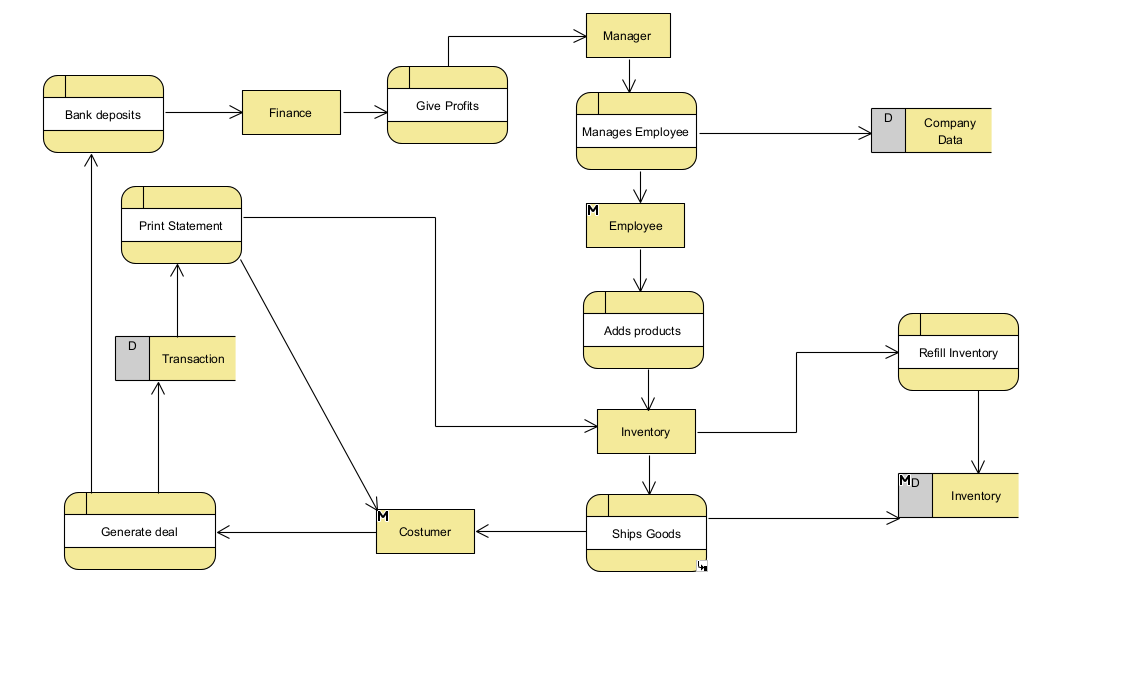 Manager
Bank deposits
Finance
Give Profits
Manages Employee
D
Company
Data
Print Statement
M
Employee
Adds products
D
Transaction
Refill Inventory
Inventory
M
D
Inventory
Generate deal
M
Costumer
Ships Goods